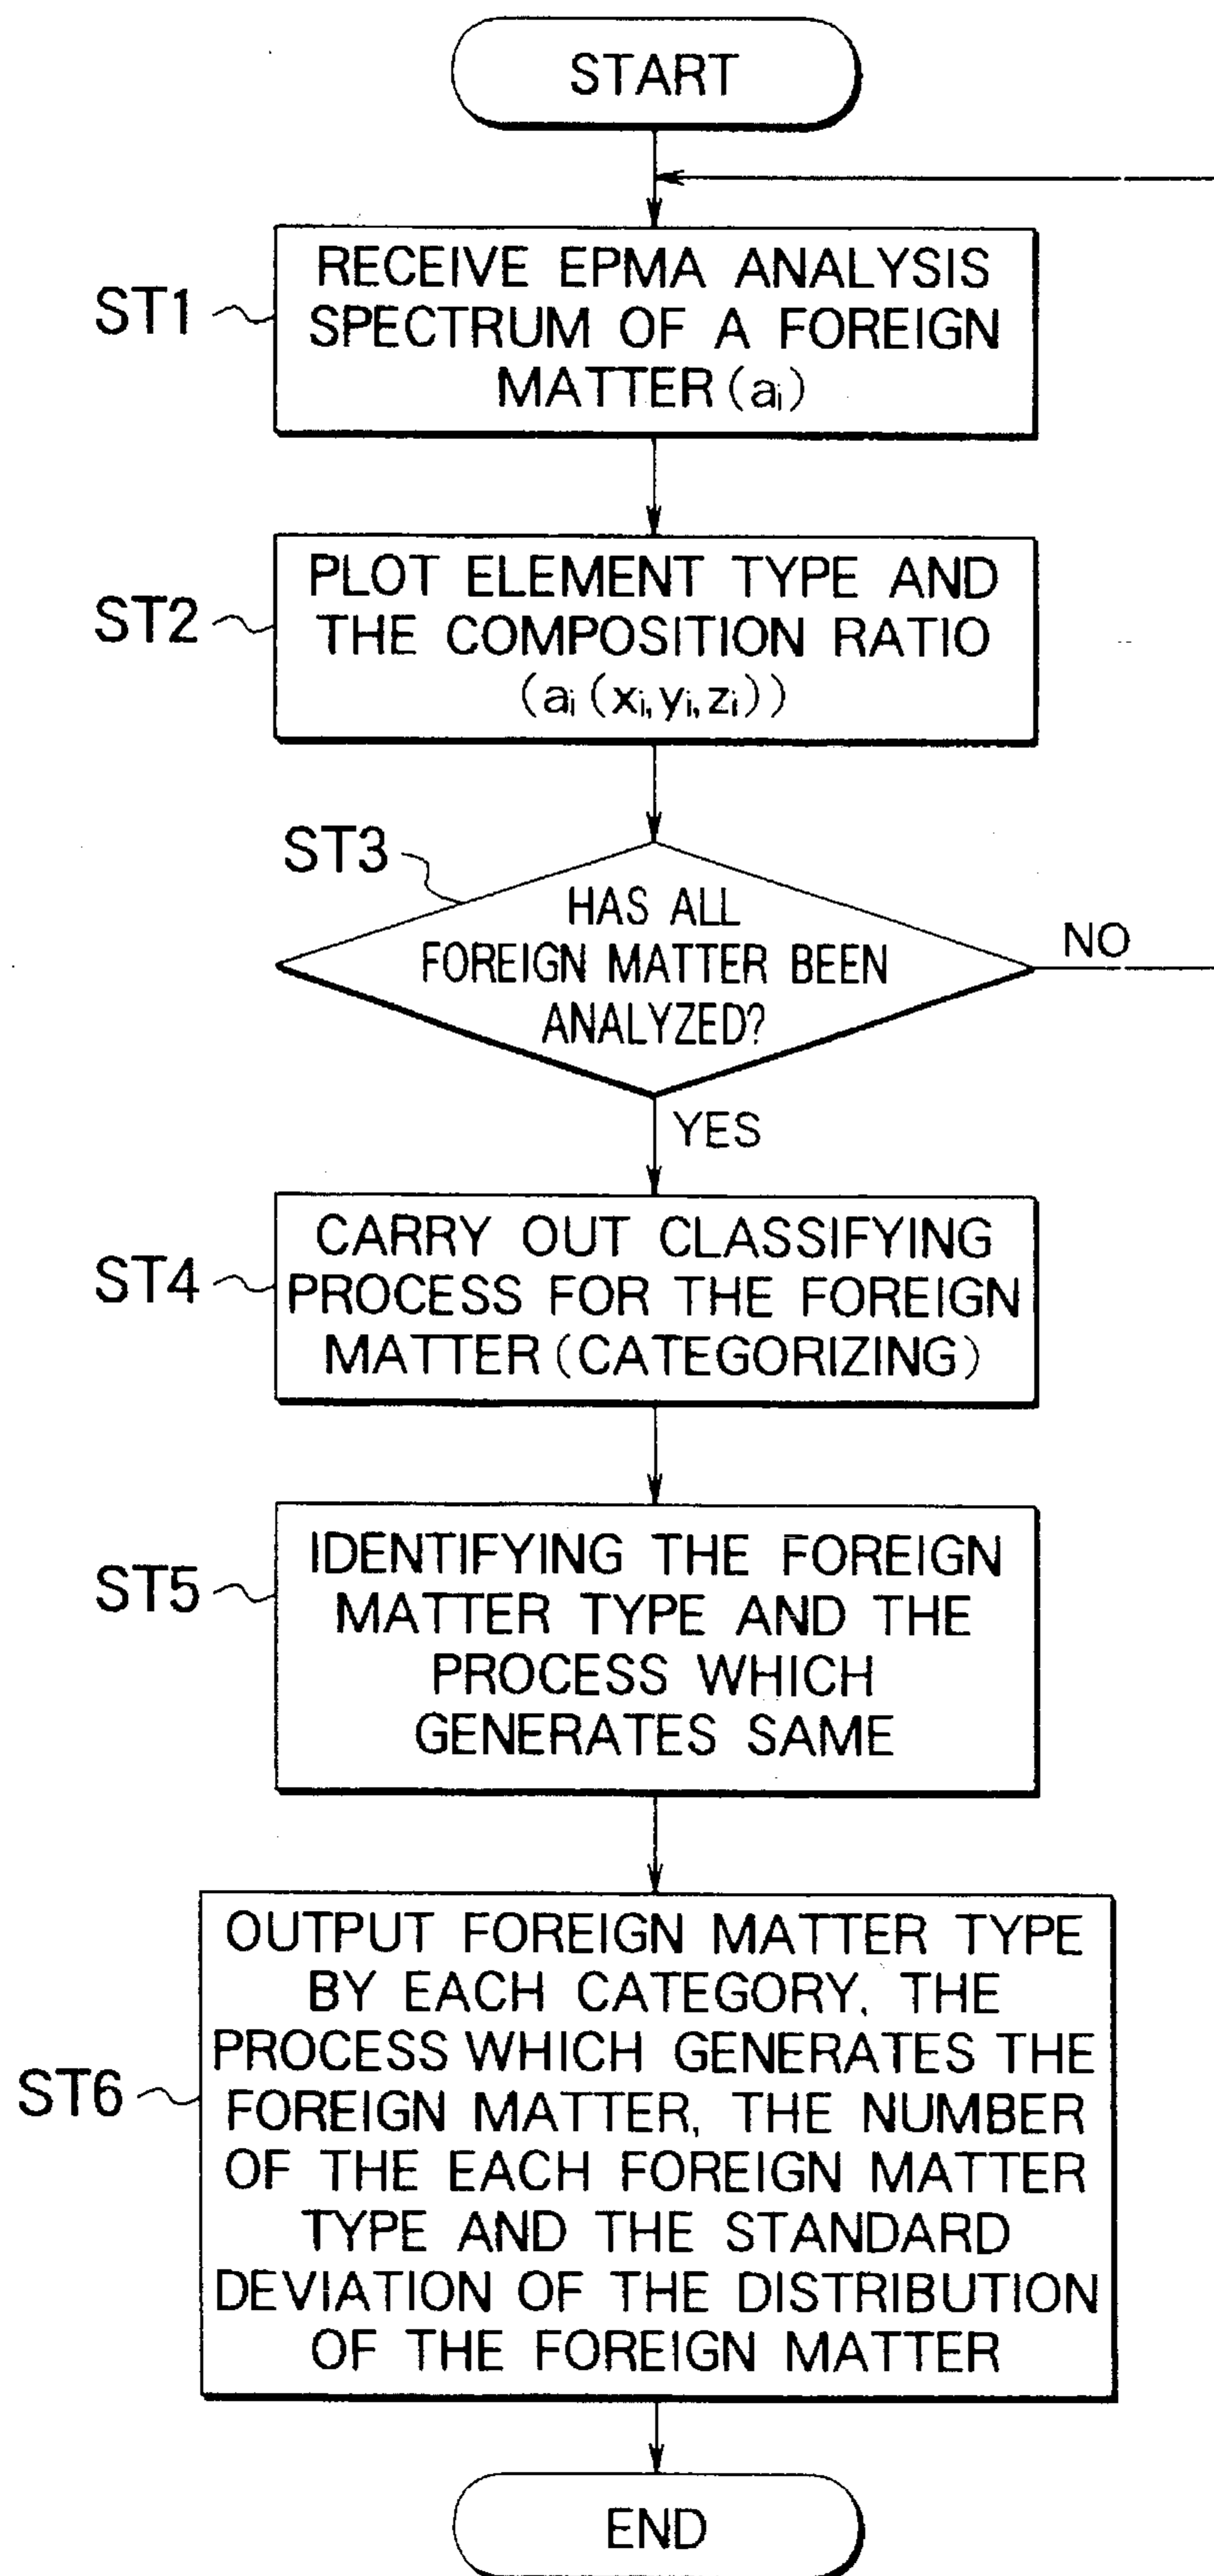 START
ST1
RECEIVE EPMA ANALYSIS
SPECTRUM OF A FOREIGN
MATTER (ai)
ST2
PLOT ELEMENT TYPE AND
THE COMPOSITION RATIO
(ai (xi, yi, zi))
ST3
HAS ALL
FOREIGN MATTER BEEN
ANALYZED?
NO
YES
ST4
CARRY OUT CLASSIFYING
PROCESS FOR THE FOREIGN
MATTER (CATEGORIZING)
ST5
IDENTIFYING THE FOREIGN
MATTER TYPE AND THE
PROCESS WHICH
GENERATES SAME
ST6
OUTPUT FOREIGN MATTER TYPE
BY EACH CATEGORY, THE
PROCESS WHICH GENERATES THE
FOREIGN MATTER, THE NUMBER
OF THE EACH FOREIGN MATTER
TYPE AND THE STANDARD
DEVIATION OF THE DISTRIBUTION
OF THE FOREIGN MATTER
END